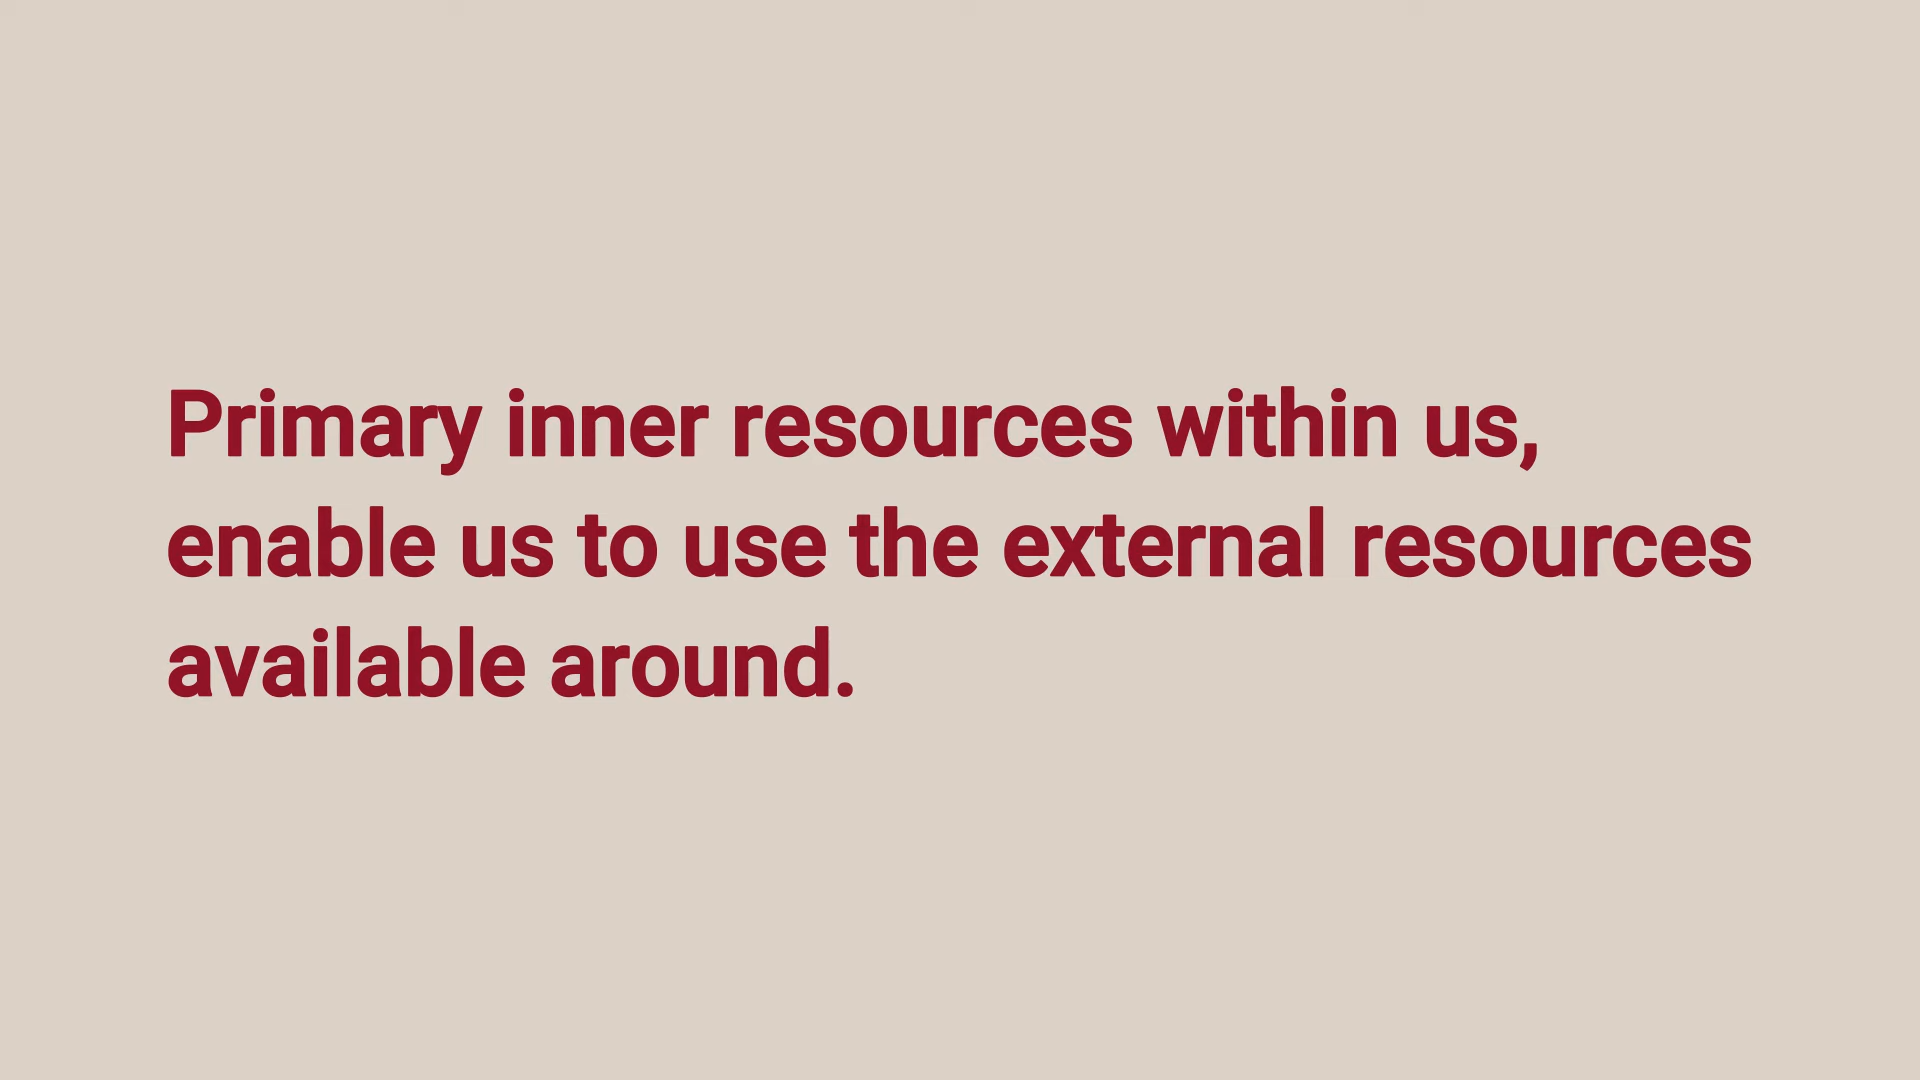 Primary inner resources within us,
enable us to use the external resources
available around.